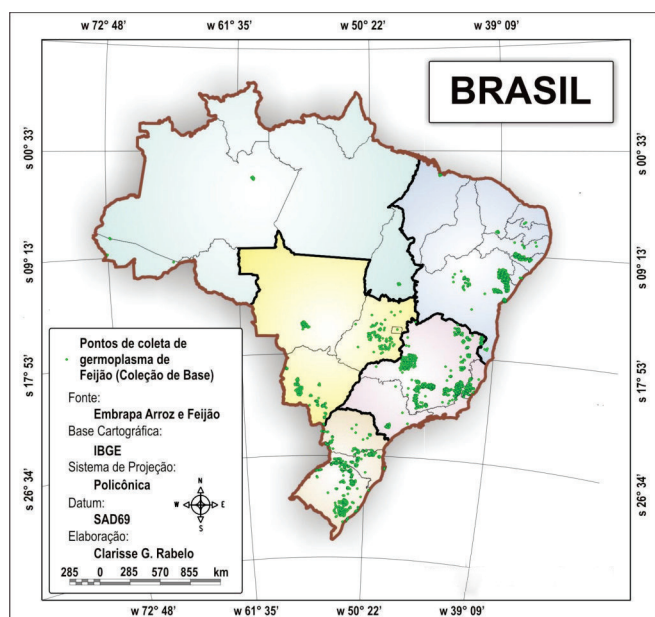 w 72° 48'
w 61° 35'
w 50° 22'
w 39° 09'
BRASIL
s 00° 33'
s 00° 33'
s 09° 13'
s 09° 13'
s 17° 53'
s 17° 53'
s 26° 34'
s 26° 34'
Pontos de coleta de
germoplasma de
Feijão (Coleção de Base)
Fonte:
Embrapa Arroz e Feijão
Base Cartográfica:
IBGE
Sistema de Projeção:
Policônica
Datum:
SAD69
Elaboração:
Clarisse G. Rabelo
N
W E
S
285 0 285 570 855 km
w 72° 48'
w 61° 35'
w 50° 22'
w 39° 09'